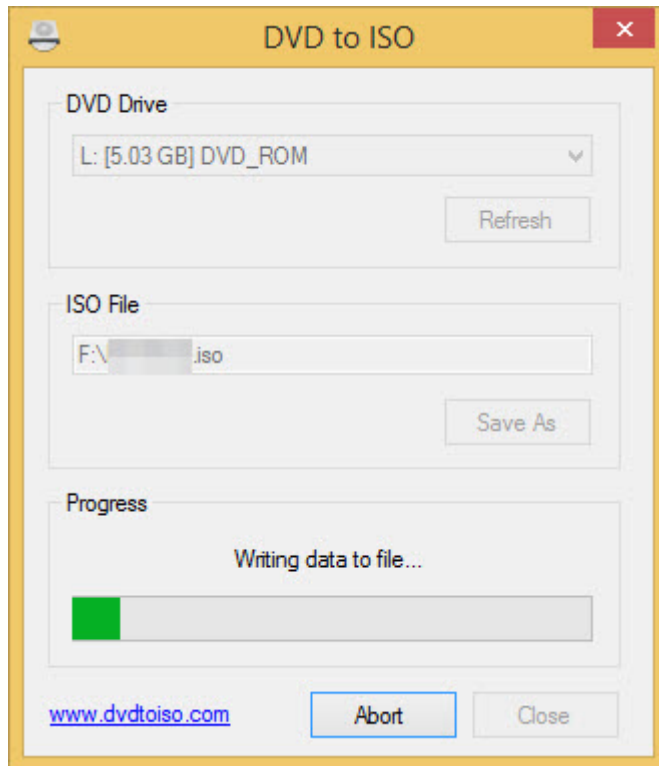 DVD to ISO
DVD Drive
L: [5.03 GB] DVD_ROM
Refresh
ISO File
F:\ .iso
Save As
Progress
Writing data to file...
www.dvdtoiso.com Abort Close